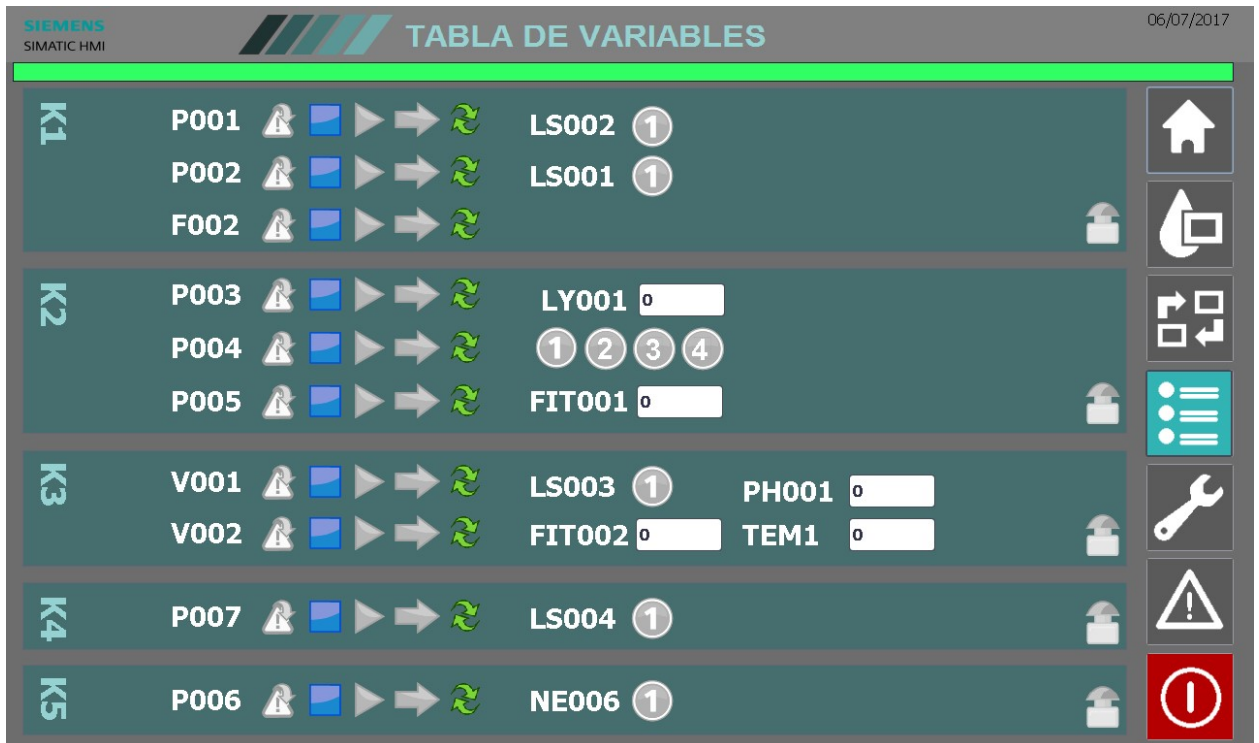 SIEMENS
SIMATIC HMI
TABLA DE VARIABLES
06/07/2017
K1
P001
LS002 1
P002
LS001 1
F002
K2
P003
LY001 0
P004
1 2 3 4
P005
FIT001 0
K3
V001
LS003 1
PH001 0
V002
FIT002 0
TEM1 0
K4
P007
LS004 1
K5
P006
NE006 1